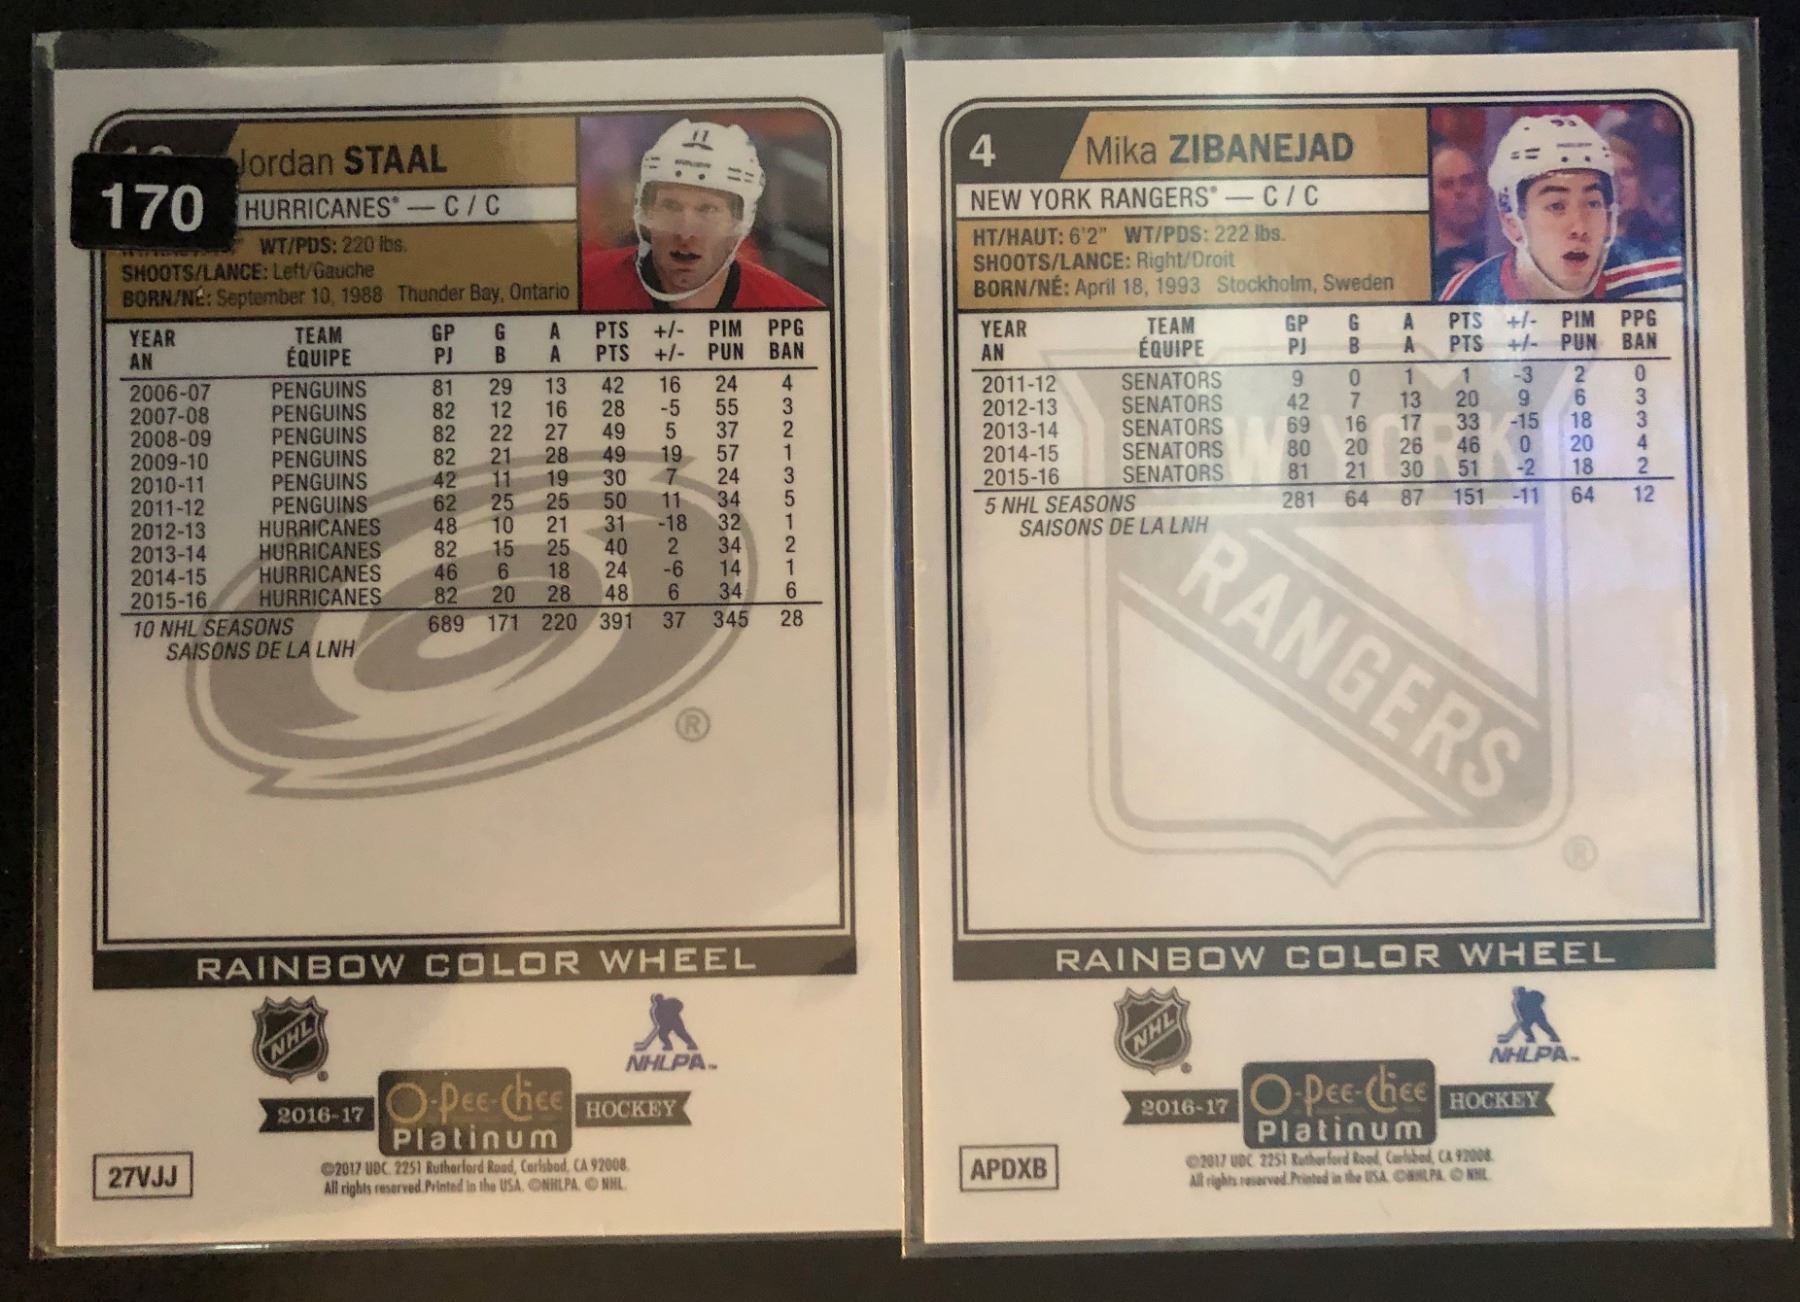 170
Jordan STAAL
HURRICANES® — C / C
WT/PDS: 220 lbs.
SHOOTS/LANCE: Left/Gauche
BORN/NÉ: September 10, 1988 Thunder Bay, Ontario
11
YEAR TEAM GP G A PTS +/- PIM PPG
AN ÉQUIPE PJ B A PTS +/- PUN BAN
2006-07 PENGUINS 81 29 13 42 16 24 4
2007-08 PENGUINS 82 12 16 28 -5 55 3
2008-09 PENGUINS 82 22 27 49 5 37 2
2009-10 PENGUINS 82 21 28 49 19 57 1
2010-11 PENGUINS 42 11 19 30 7 24 3
2011-12 PENGUINS 62 25 25 50 11 34 5
2012-13 HURRICANES 48 10 21 31 -18 32 1
2013-14 HURRICANES 82 15 25 40 2 34 2
2014-15 HURRICANES 46 6 18 24 -6 14 1
2015-16 HURRICANES 82 20 28 48 6 34 6
10 NHL SEASONS 689 171 220 391 37 345 28
SAISONS DE LA LNH
®
RAINBOW COLOR WHEEL
NHL ®
NHLPA™
2016-17 O-Pee-Chee HOCKEY
Platinum
27VJJ
©2017 UDC. 2251 Rutherford Road, Carlsbad, CA 92008.
All rights reserved. Printed in the USA. ©NHLPA. © NHL.
4
Mika ZIBANEJAD
NEW YORK RANGERS® — C / C
HT/HAUT: 6'2" WT/PDS: 222 lbs.
SHOOTS/LANCE: Right/Droit
BORN/NÉ: April 18, 1993 Stockholm, Sweden
YEAR TEAM GP G A PTS +/- PIM PPG
AN ÉQUIPE PJ B A PTS +/- PUN BAN
2011-12 SENATORS 9 0 1 1 -3 2 0
2012-13 SENATORS 42 7 13 20 9 6 3
2013-14 SENATORS 69 16 17 33 -15 18 3
2014-15 SENATORS 80 20 26 46 0 20 4
2015-16 SENATORS 81 21 30 51 -2 18 2
5 NHL SEASONS 281 64 87 151 -11 64 12
SAISONS DE LA LNH
NEW YORK
RANGERS
®
RAINBOW COLOR WHEEL
NHL ®
NHLPA™
2016-17 O-Pee-Chee HOCKEY
Platinum
APDXB
©2017 UDC. 2251 Rutherford Road, Carlsbad, CA 92008.
All rights reserved. Printed in the USA. ©NHLPA. © NHL.